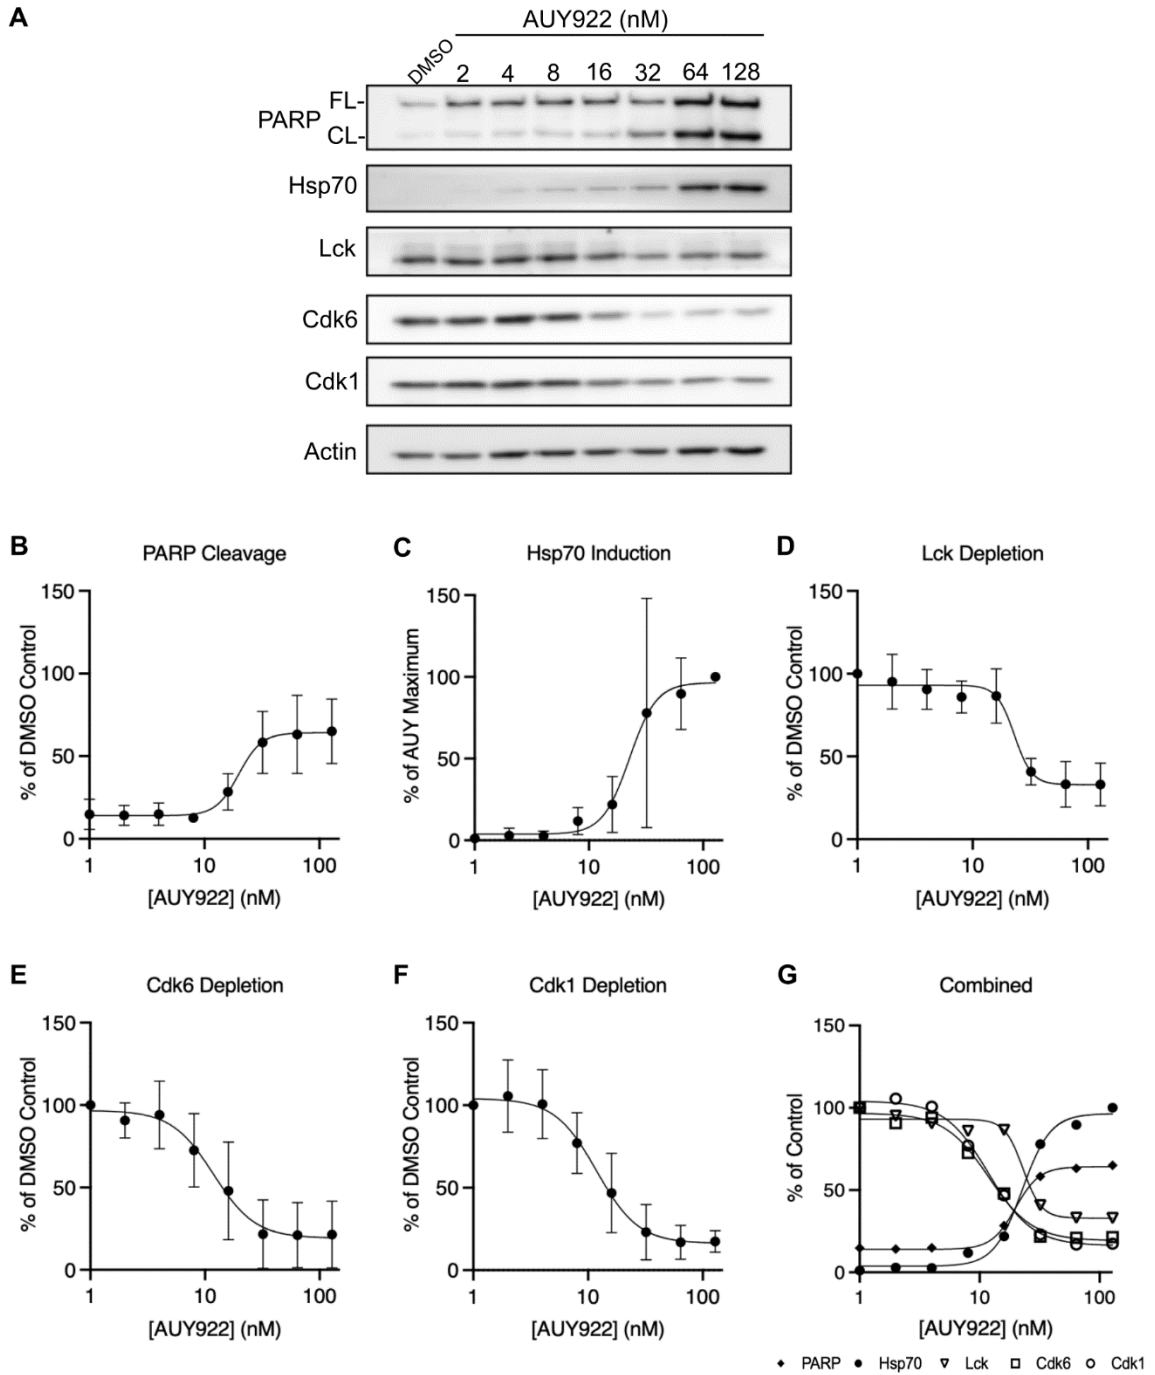 A
AUY922 (nM)
DMSO 2 4 8 16 32 64 128
PARP FL-
CL-
Hsp70
Lck
Cdk6
Cdk1
Actin
B PARP Cleavage
150
100
50
0
% of DMSO Control
1 10 100
[AUY922] (nM)
C Hsp70 Induction
150
100
50
0
% of AUY Maximum
1 10 100
[AUY922] (nM)
D Lck Depletion
150
100
50
0
% of DMSO Control
1 10 100
[AUY922] (nM)
E Cdk6 Depletion
150
100
50
0
% of DMSO Control
1 10 100
[AUY922] (nM)
F Cdk1 Depletion
150
100
50
0
% of DMSO Control
1 10 100
[AUY922] (nM)
G Combined
150
100
50
0
% of Control
1 10 100
[AUY922] (nM)
PARP Hsp70 Lck Cdk6 Cdk1